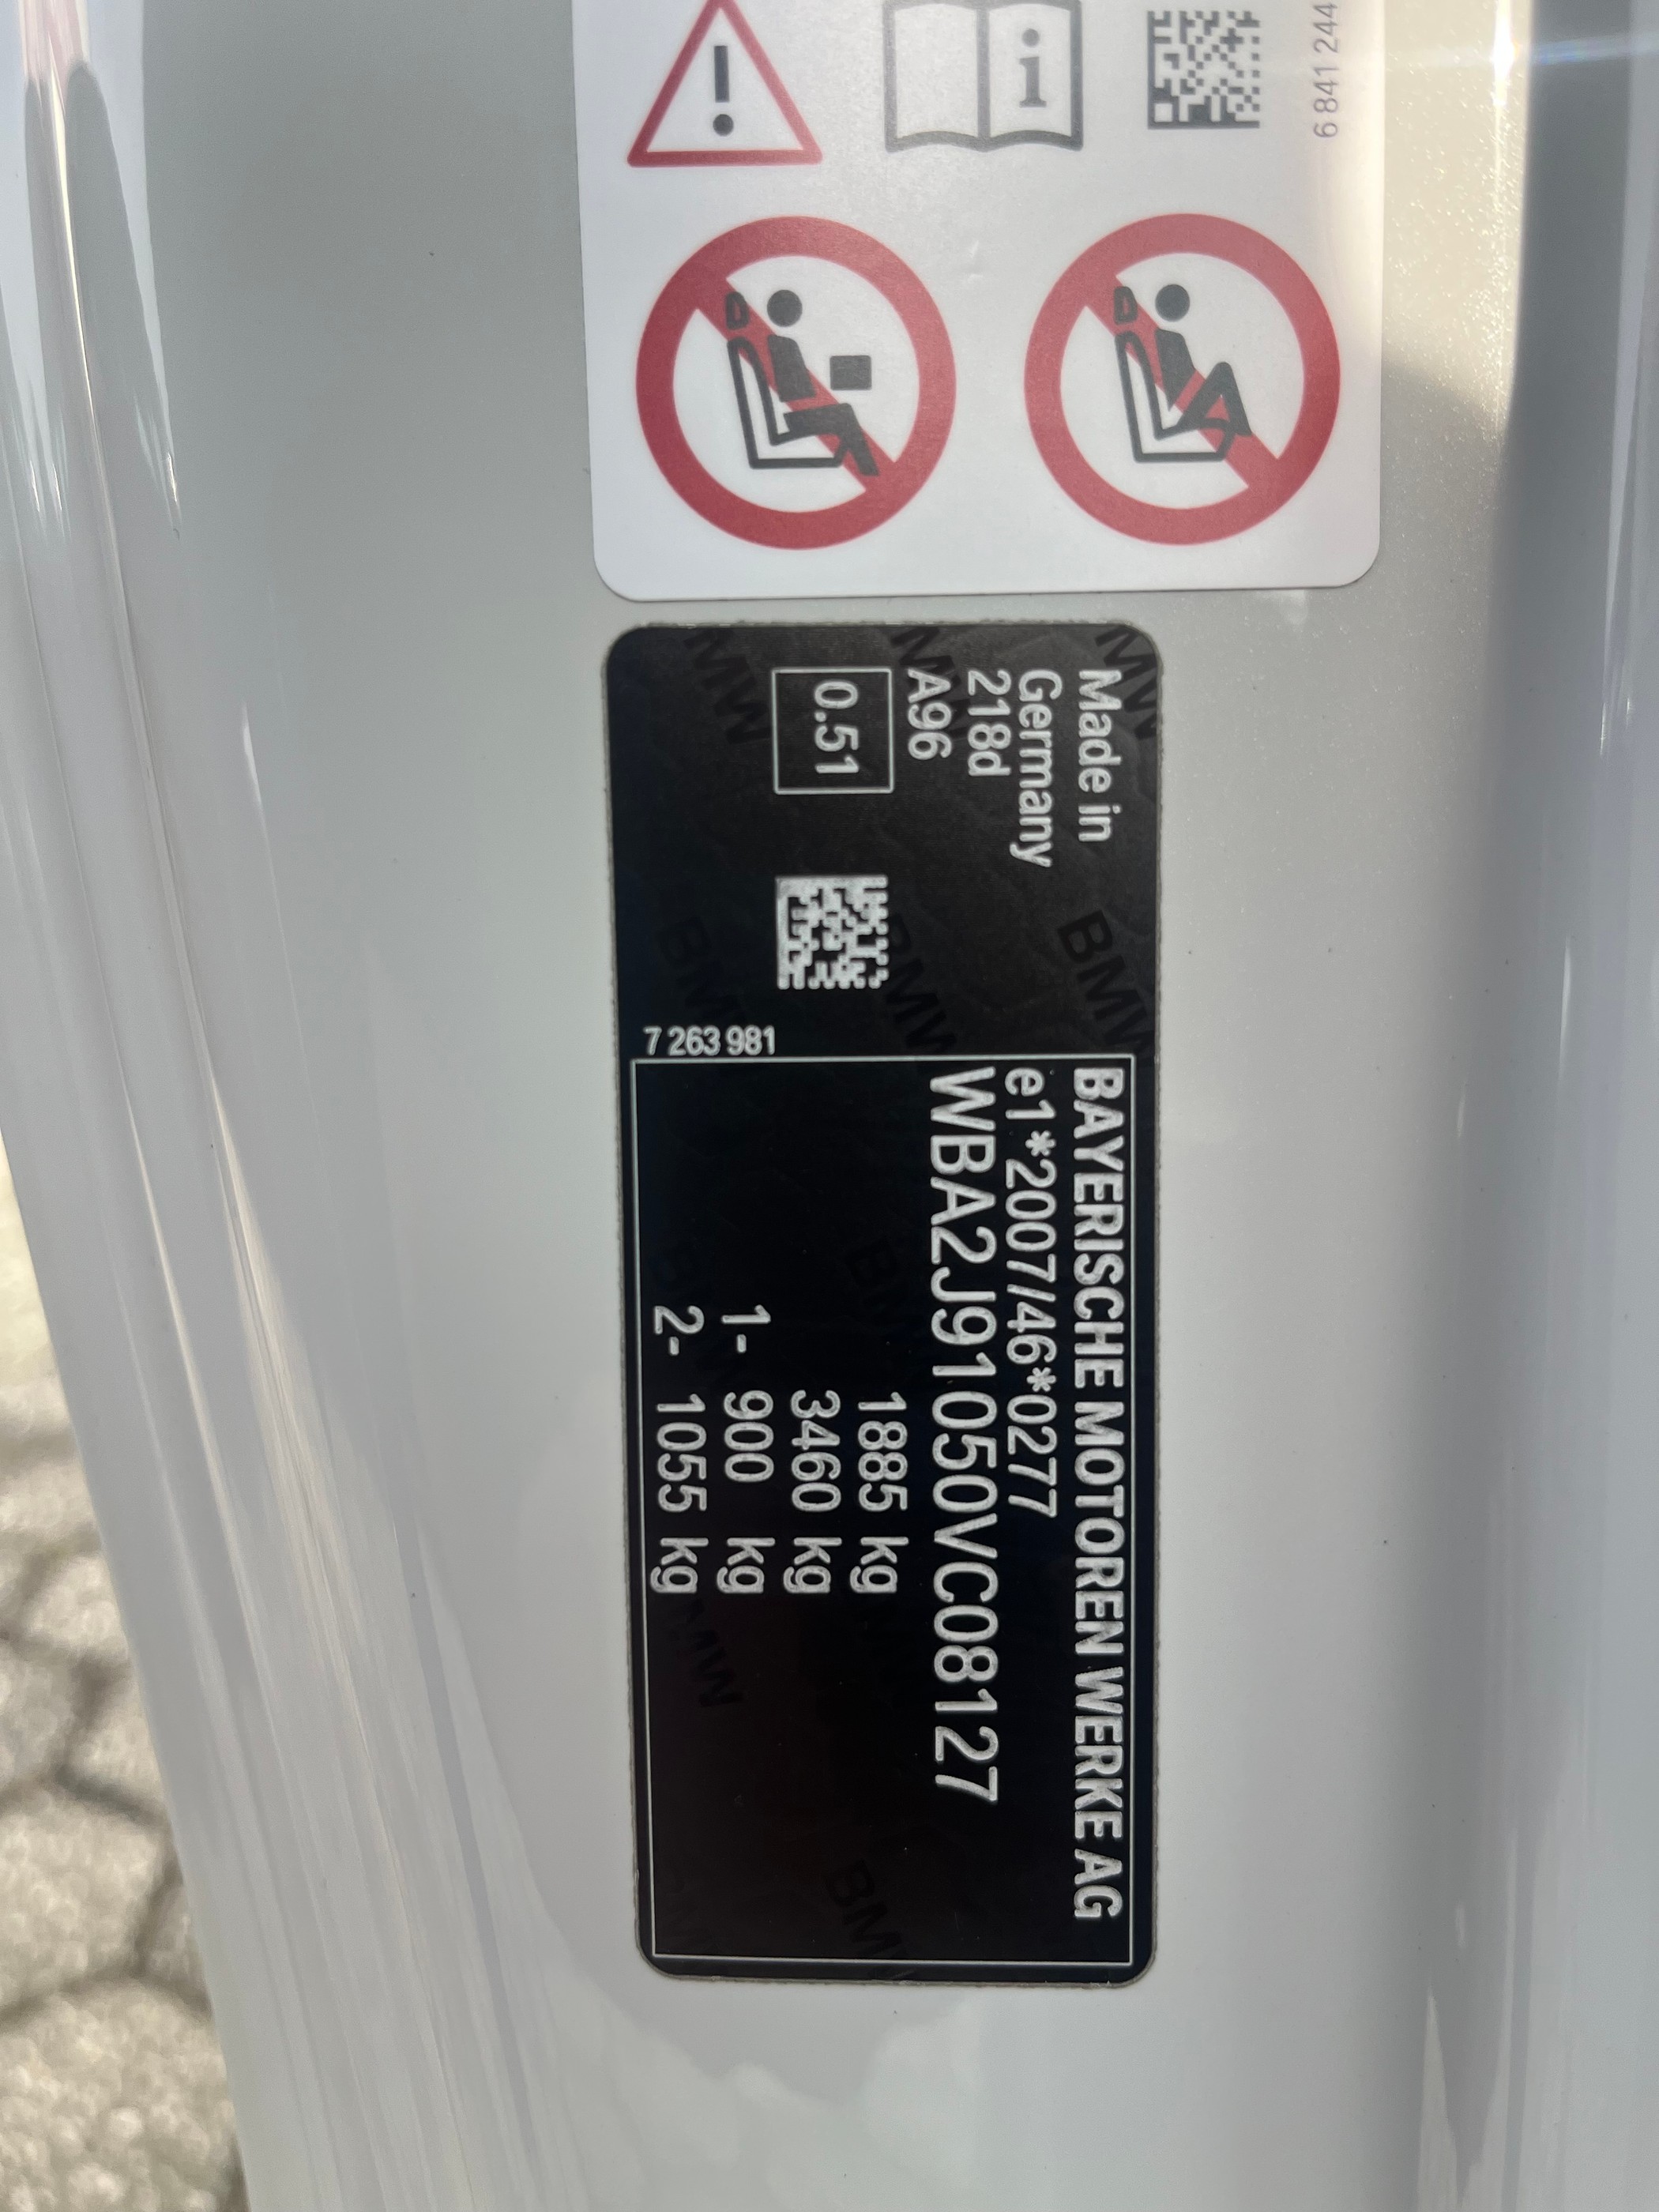 6 841 244
Made in
Germany
218d
A96
0.51
7 263 981
BAYERISCHE MOTOREN WERKE AG
e1*2007/46*0277
WBA2J91050VC08127
1885 kg
3460 kg
1- 900 kg
2- 1055 kg